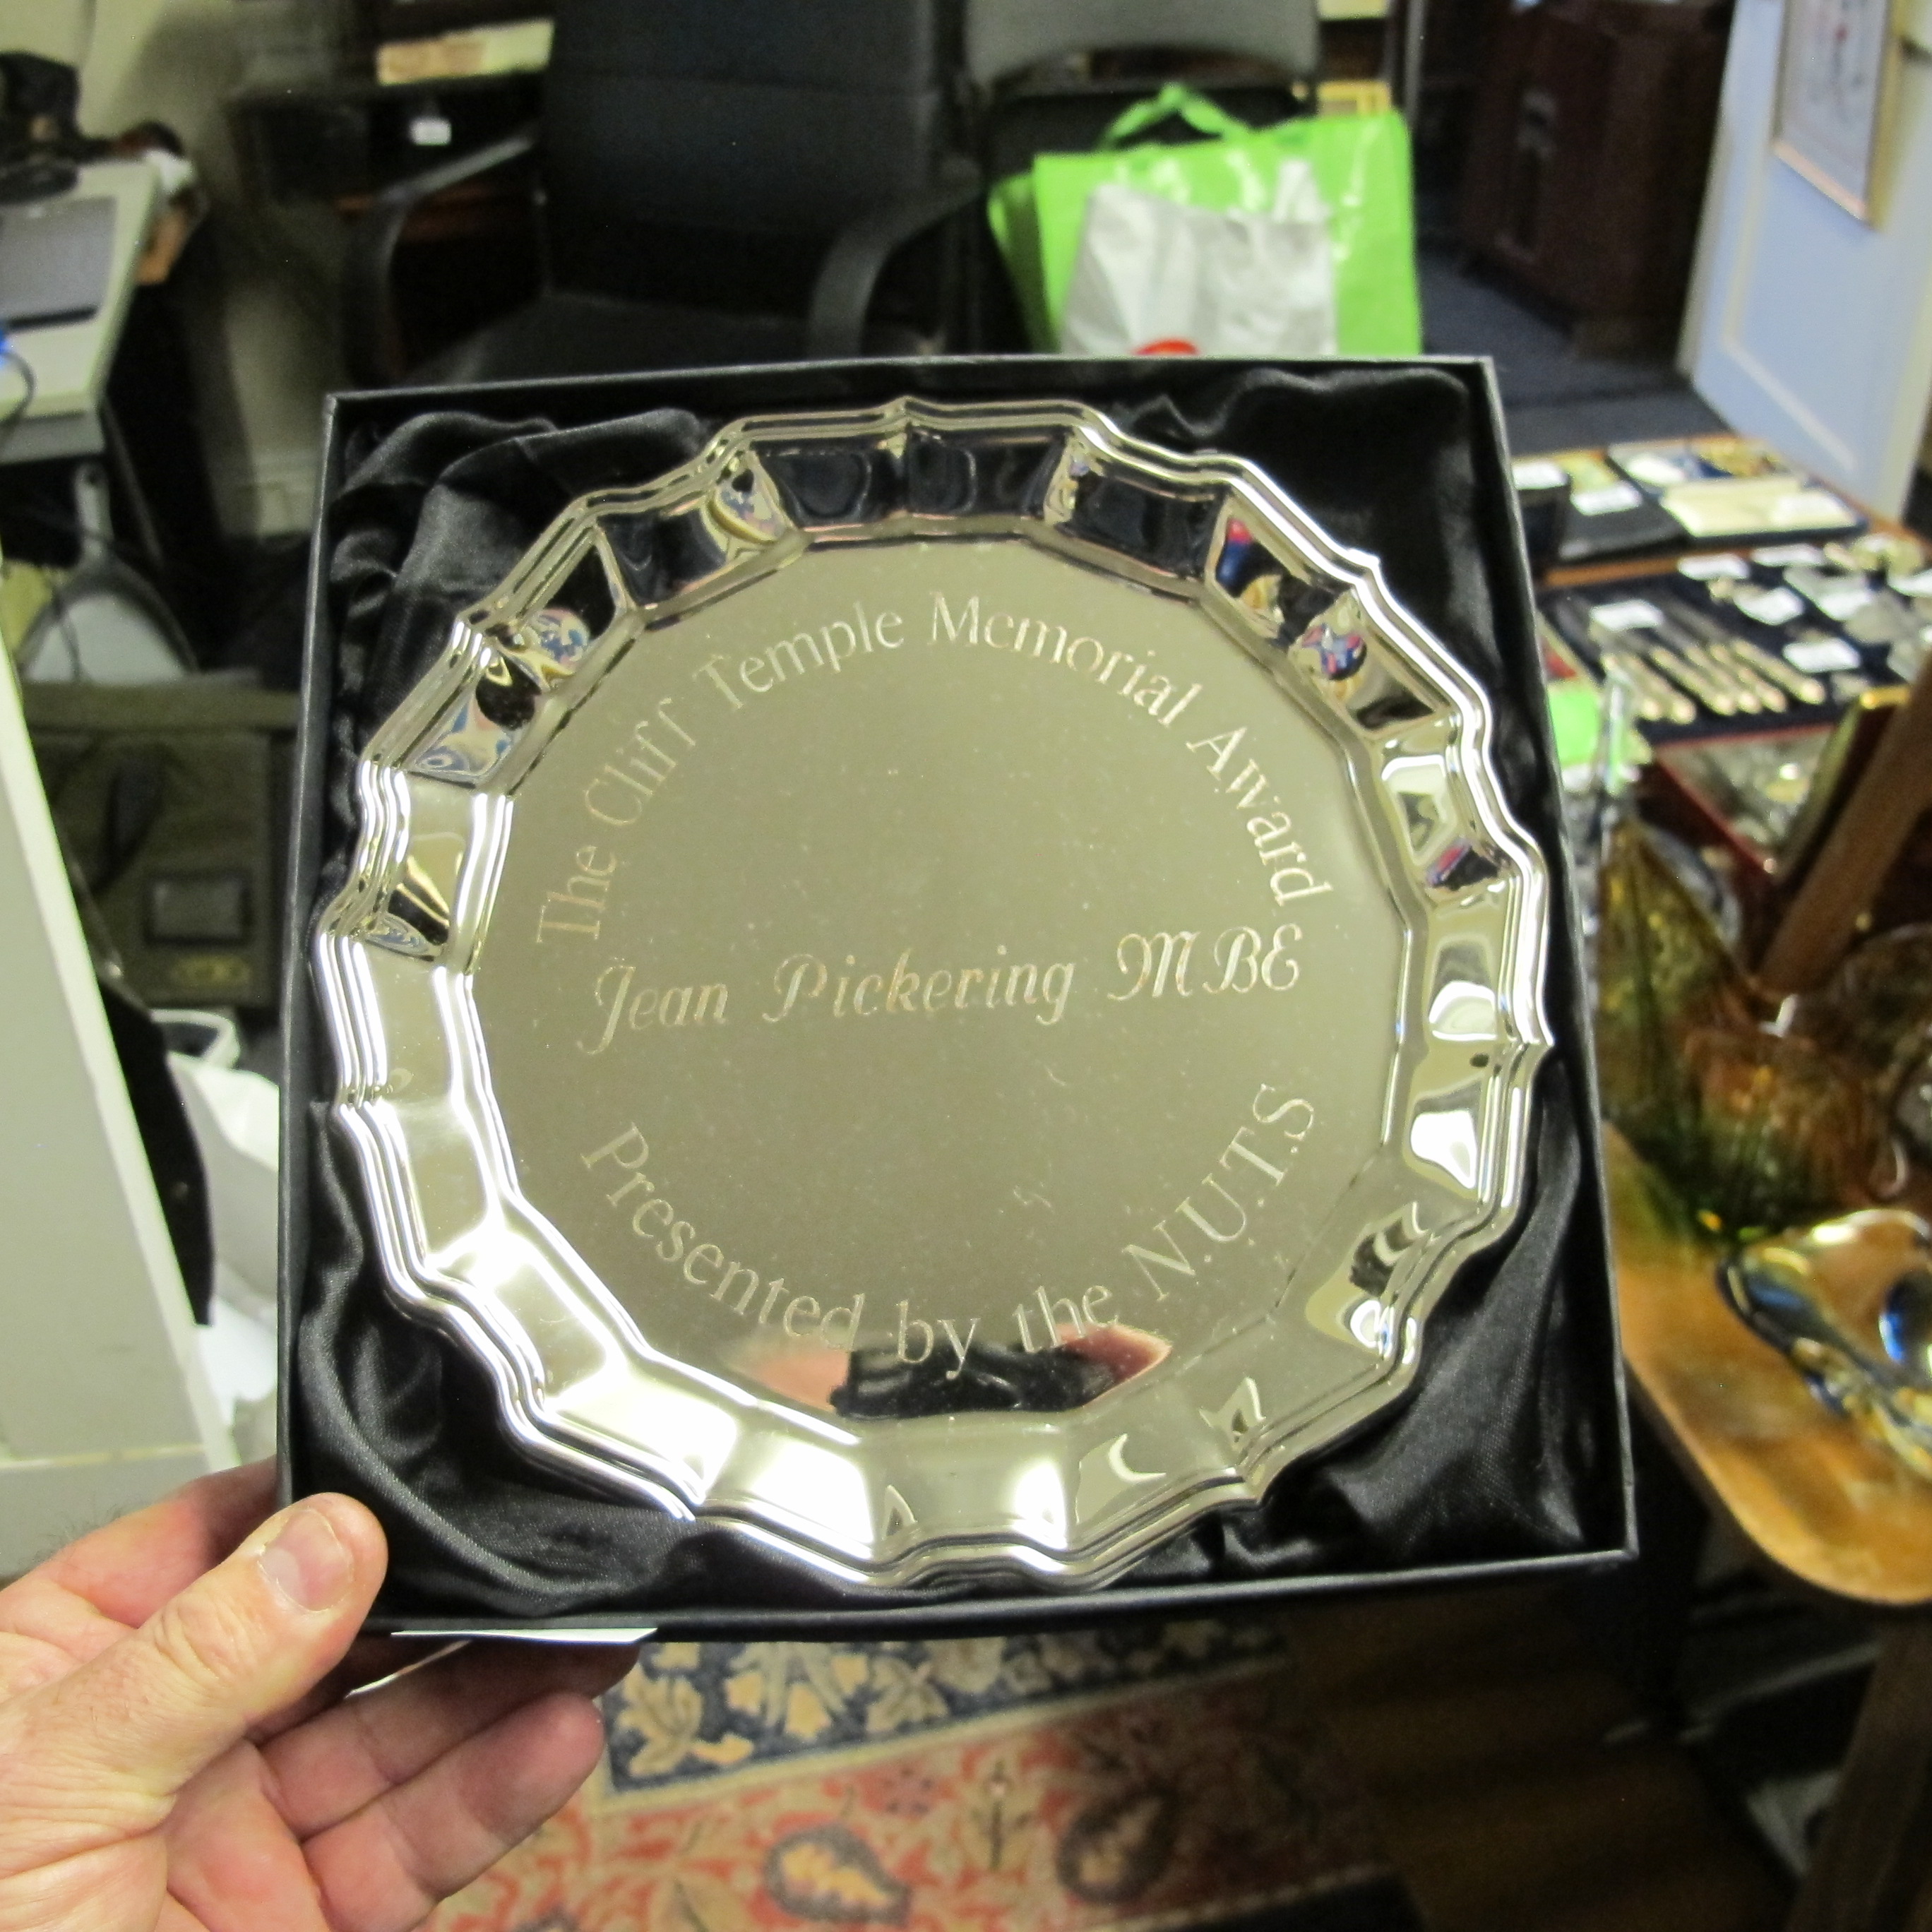 The Cliff Temple Memorial Award
Jean Pickering MBE
Presented by the N.U.T.S